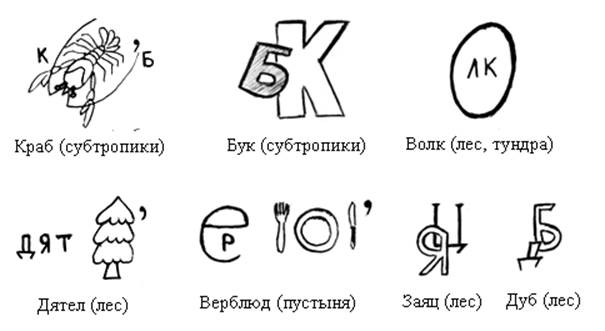 К , Б
БК
ЛК
Краб (субтропики)
Бук (субтропики)
Волк (лес, тундра)
ДЯТ ,
е Р ,
Ц Я
Б Д
Дятел (лес)
Верблюд (пустыня)
Заяц (лес)
Дуб (лес)